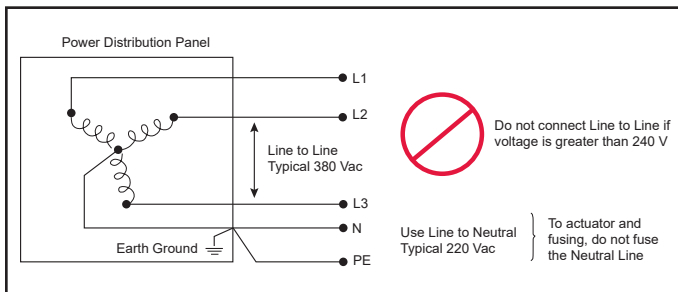 Power Distribution Panel
L1
L2
Line to Line
Typical 380 Vac
L3
N
Earth Ground
PE
Do not connect Line to Line if
voltage is greater than 240 V
Use Line to Neutral
Typical 220 Vac
To actuator and
fusing, do not fuse
the Neutral Line